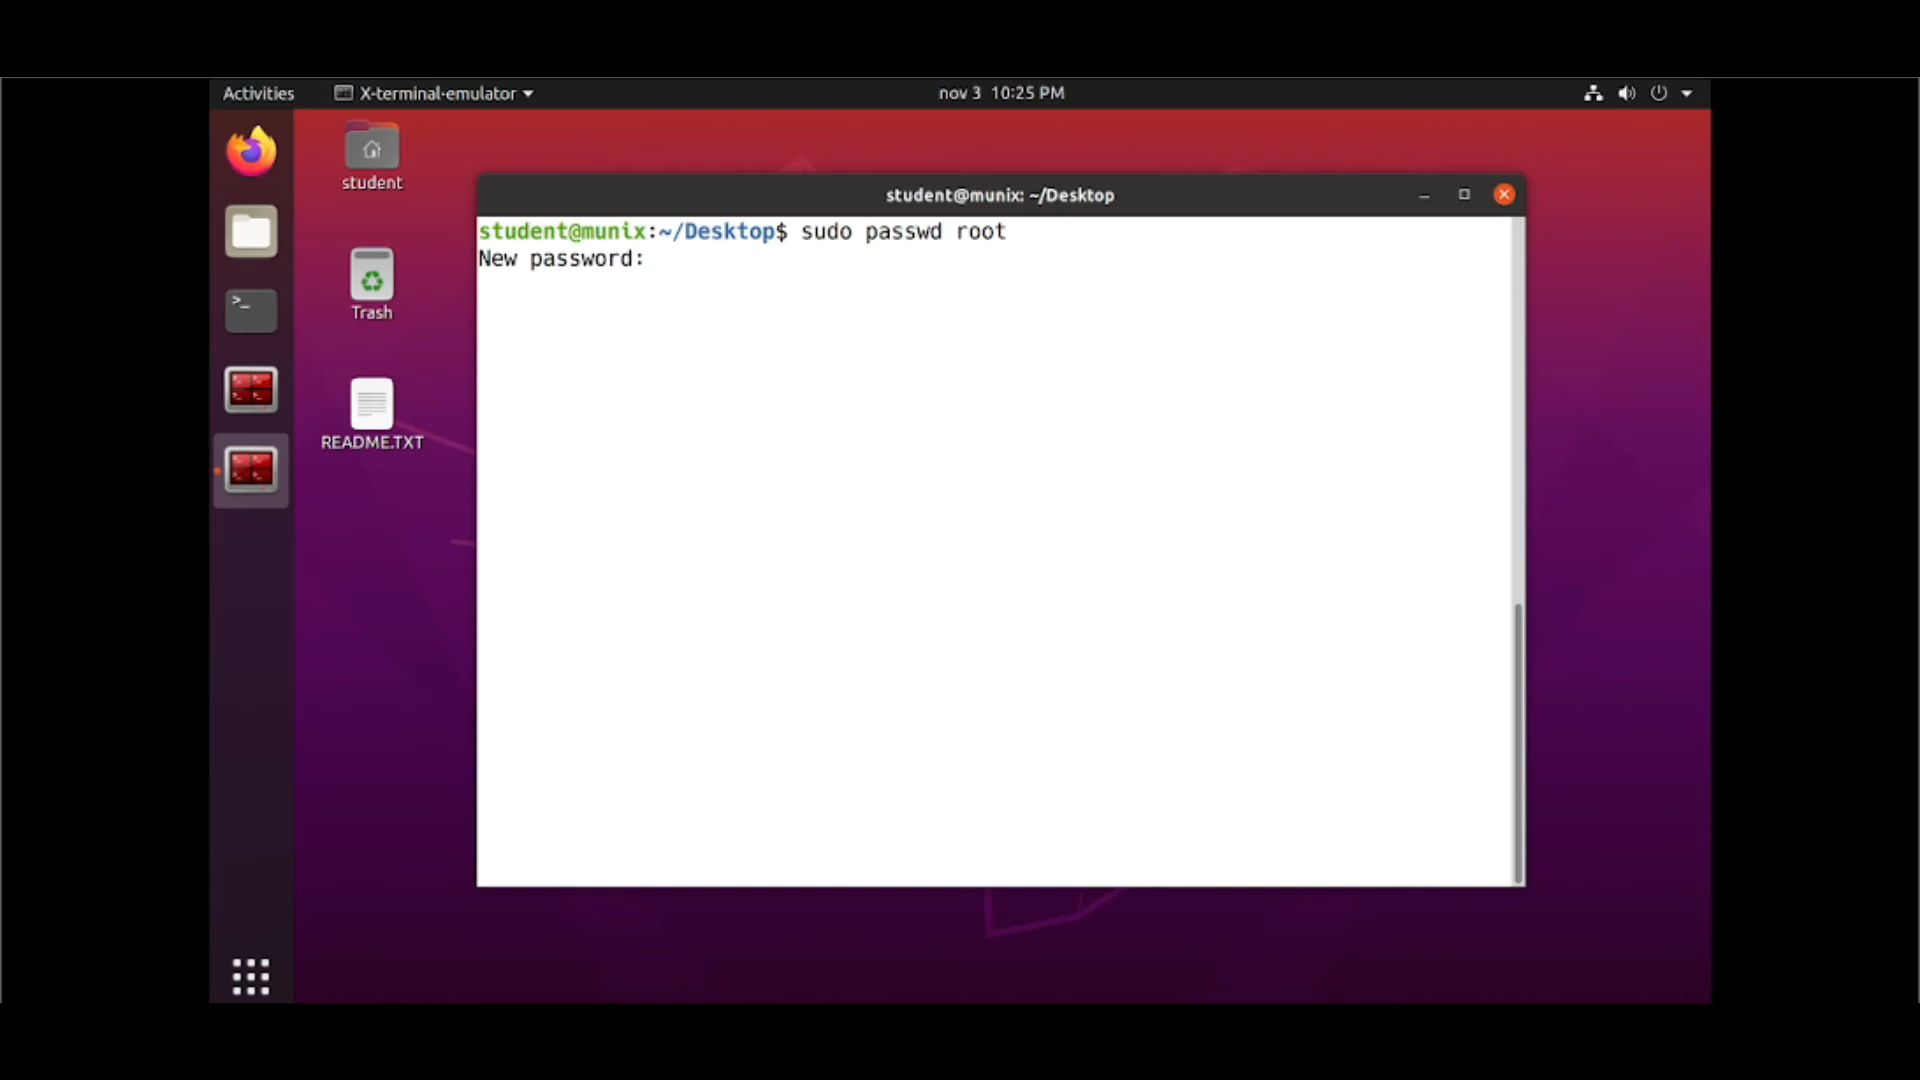 Activities
X-terminal-emulator
nov 3 10:25 PM
student
Trash
README.TXT
student@munix: ~/Desktop
student@munix:~/Desktop$ sudo passwd root
New password: